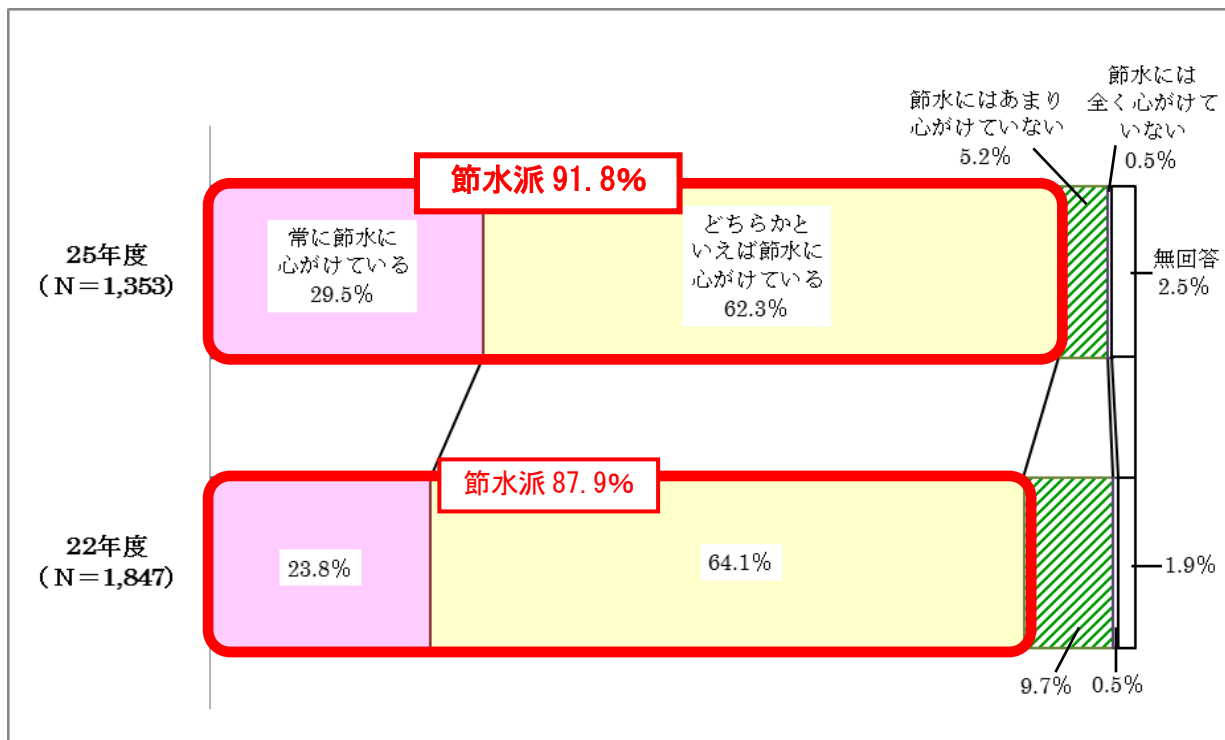 節水には
全く心がけて
いない
0.5%
節水にはあまり
心がけていない
5.2%
節水派 91.8%
25年度
(N=1,353)
常に節水に
心がけている
29.5%
どちらかと
いえば節水に
心がけている
62.3%
無回答
2.5%
節水派 87.9%
22年度
(N=1,847)
23.8%
64.1%
1.9%
9.7%
0.5%